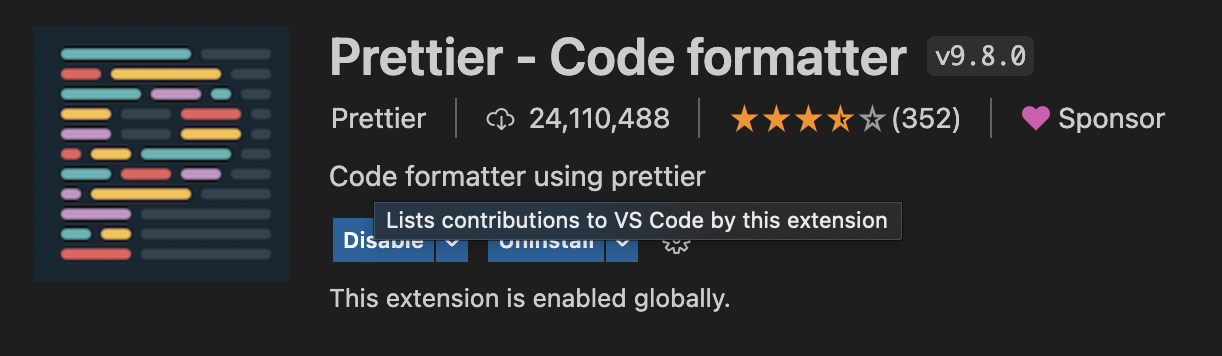 Prettier - Code formatter v9.8.0
Prettier 24,110,488 (352) Sponsor
Code formatter using prettier
Lists contributions to VS Code by this extension
Disable Uninstall
This extension is enabled globally.